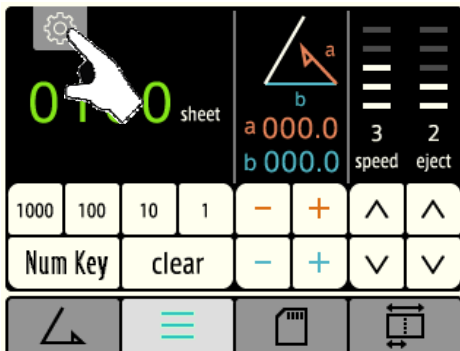 sheet
a
b
a 000.0
b 000.0
3 2
speed eject
1000 100 10 1
Num Key clear